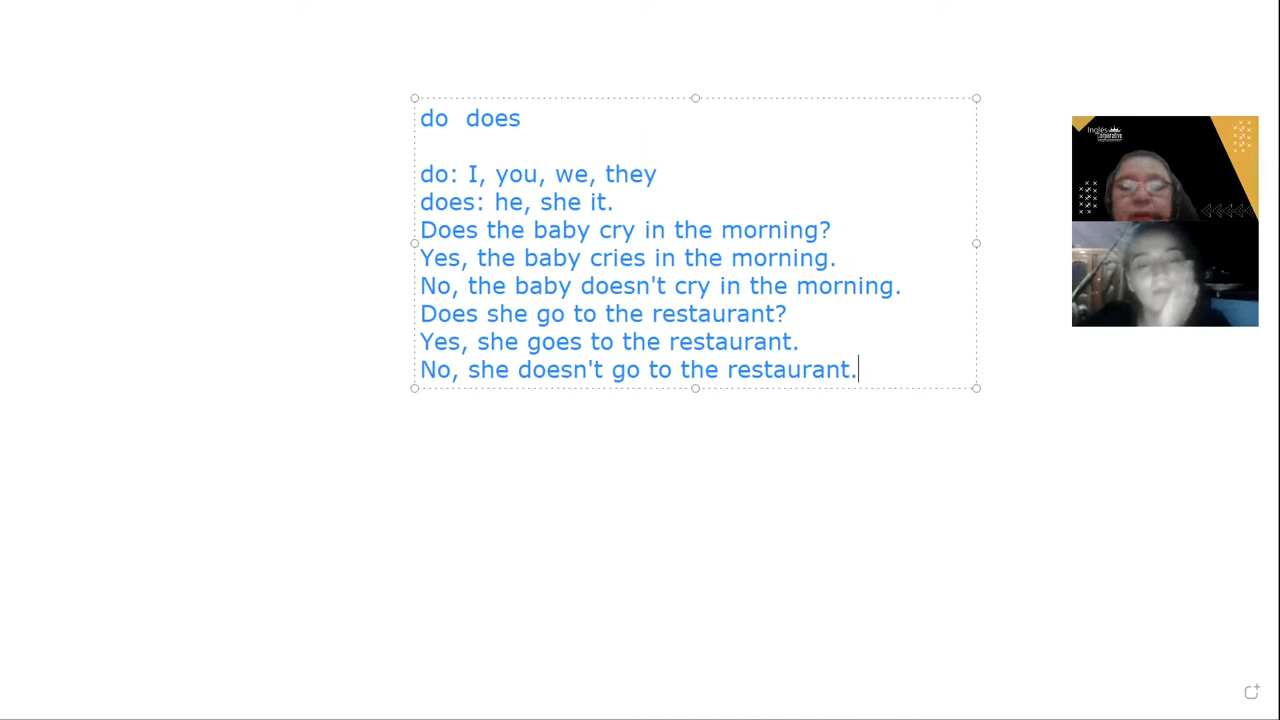 do  does
do: I, you, we, they
does: he, she it.
Does the baby cry in the morning?
Yes, the baby cries in the morning.
No, the baby doesn't cry in the morning.
Does she go to the restaurant?
Yes, she goes to the restaurant.
No, she doesn't go to the restaurant.
Inglés
Corporativo